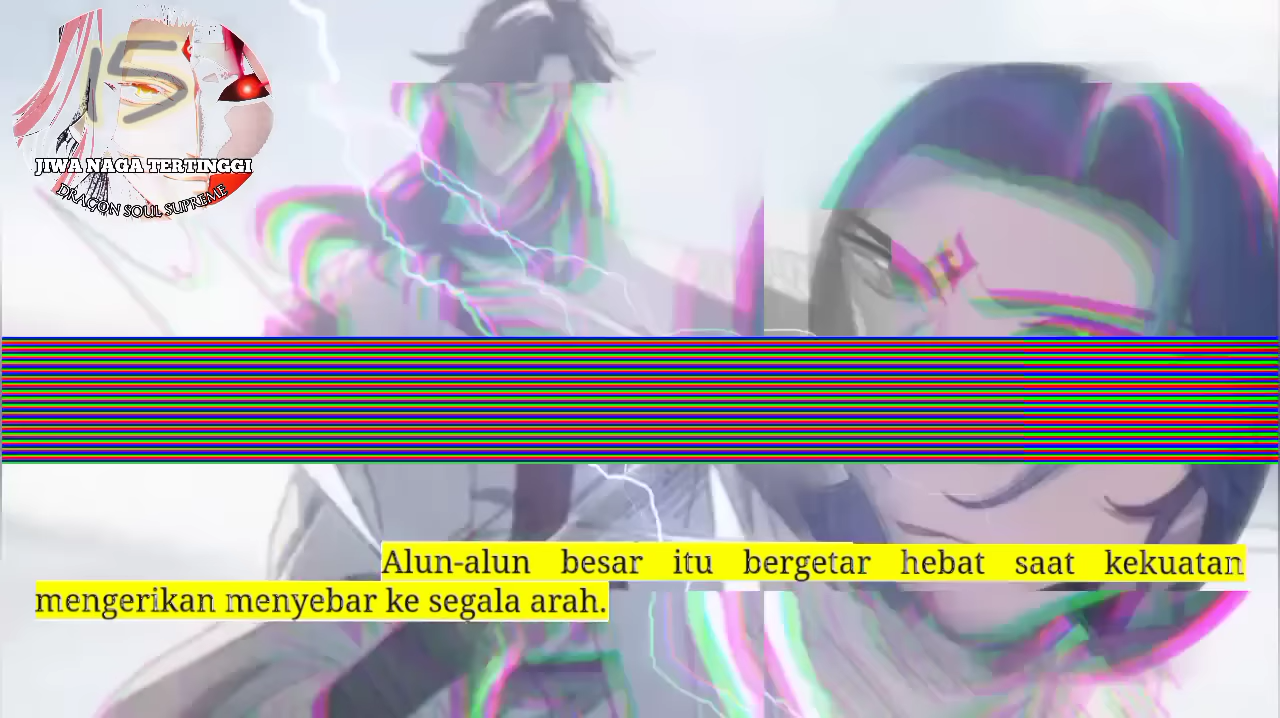 15
JIWA NAGA TERTINGGI
DRAGON SOUL SUPREME
Alun-alun besar itu bergetar hebat saat kekuatan
mengerikan menyebar ke segala arah.